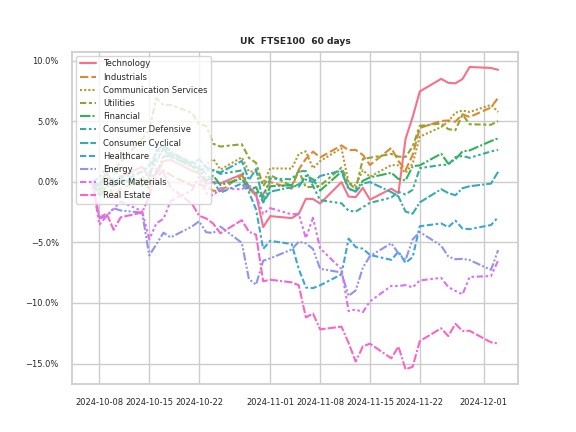 UK  FTSE100  60 days
10.0%
5.0%
0.0%
−5.0%
−10.0%
−15.0%
Technology
Industrials
Communication Services
Utilities
Financial
Consumer Defensive
Consumer Cyclical
Healthcare
Energy
Basic Materials
Real Estate
2024-10-08 2024-10-15 2024-10-22 2024-11-01 2024-11-08 2024-11-15 2024-11-22 2024-12-01